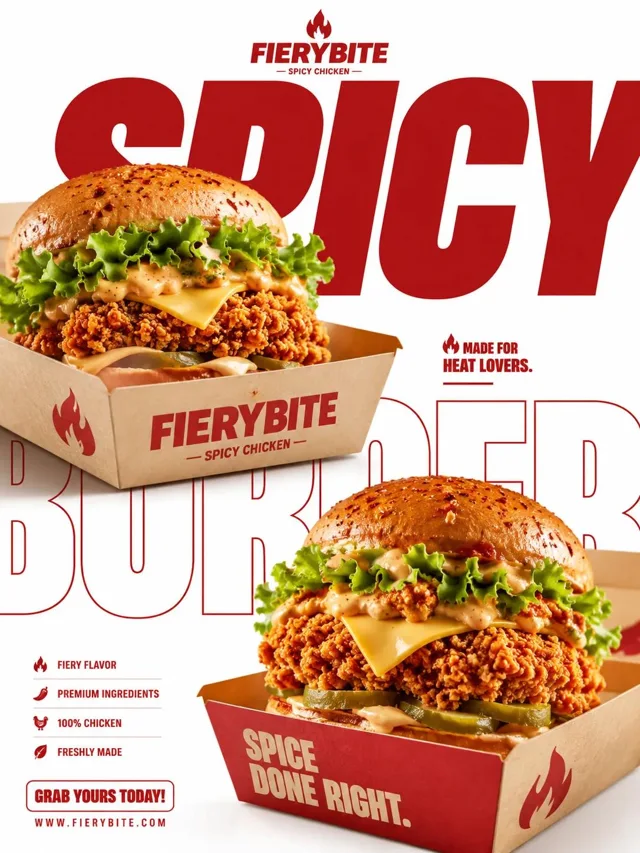 FIERYBITE
SPICY CHICKEN
SPICY
MADE FOR
HEAT LOVERS.
FIERYBITE
SPICY CHICKEN
BURGER
FIERY FLAVOR
PREMIUM INGREDIENTS
100% CHICKEN
FRESHLY MADE
SPICE
DONE RIGHT.
GRAB YOURS TODAY!
WWW.FIERYBITE.COM